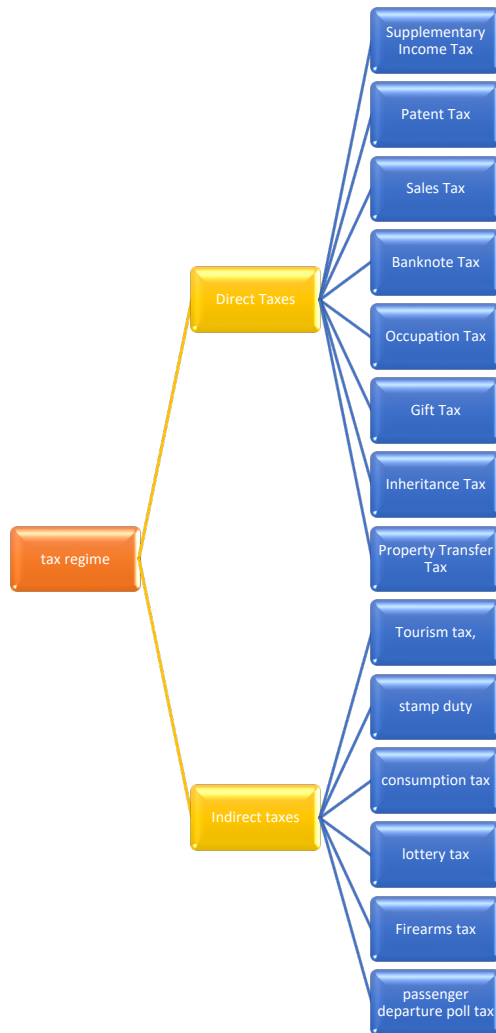 Supplementary
Income Tax
Patent Tax
Sales Tax
Banknote Tax
Direct Taxes
Occupation Tax
Gift Tax
Inheritance Tax
Property Transfer
Tax
tax regime
Tourism tax,
stamp duty
consumption tax
Indirect taxes
lottery tax
Firearms tax
passenger
departure poll tax